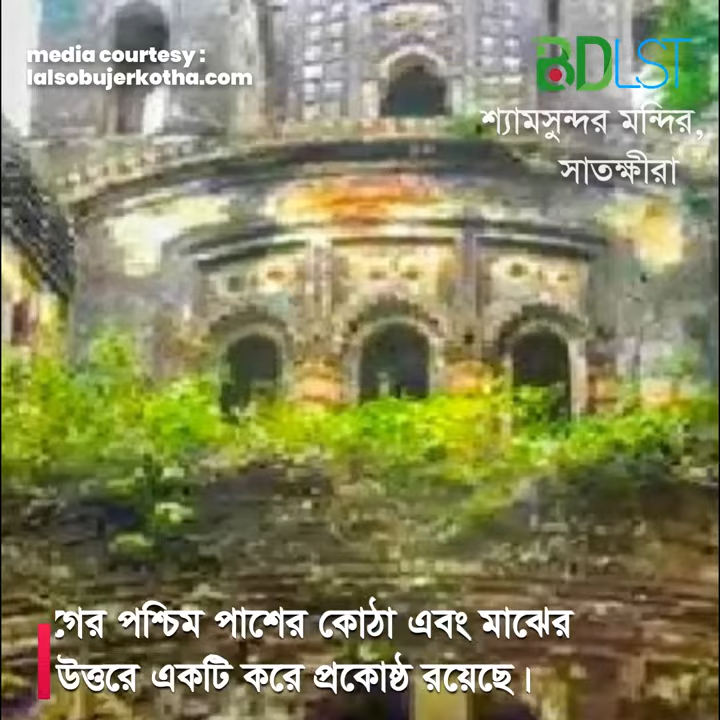 media courtesy :
lalsobujerkotha.com
BDLST
শ্যামসুন্দর মন্দির,
সাতক্ষীরা
গের পশ্চিম পাশের কোঠা এবং মাঝের
উত্তরে একটি করে প্রকোষ্ঠ রয়েছে।